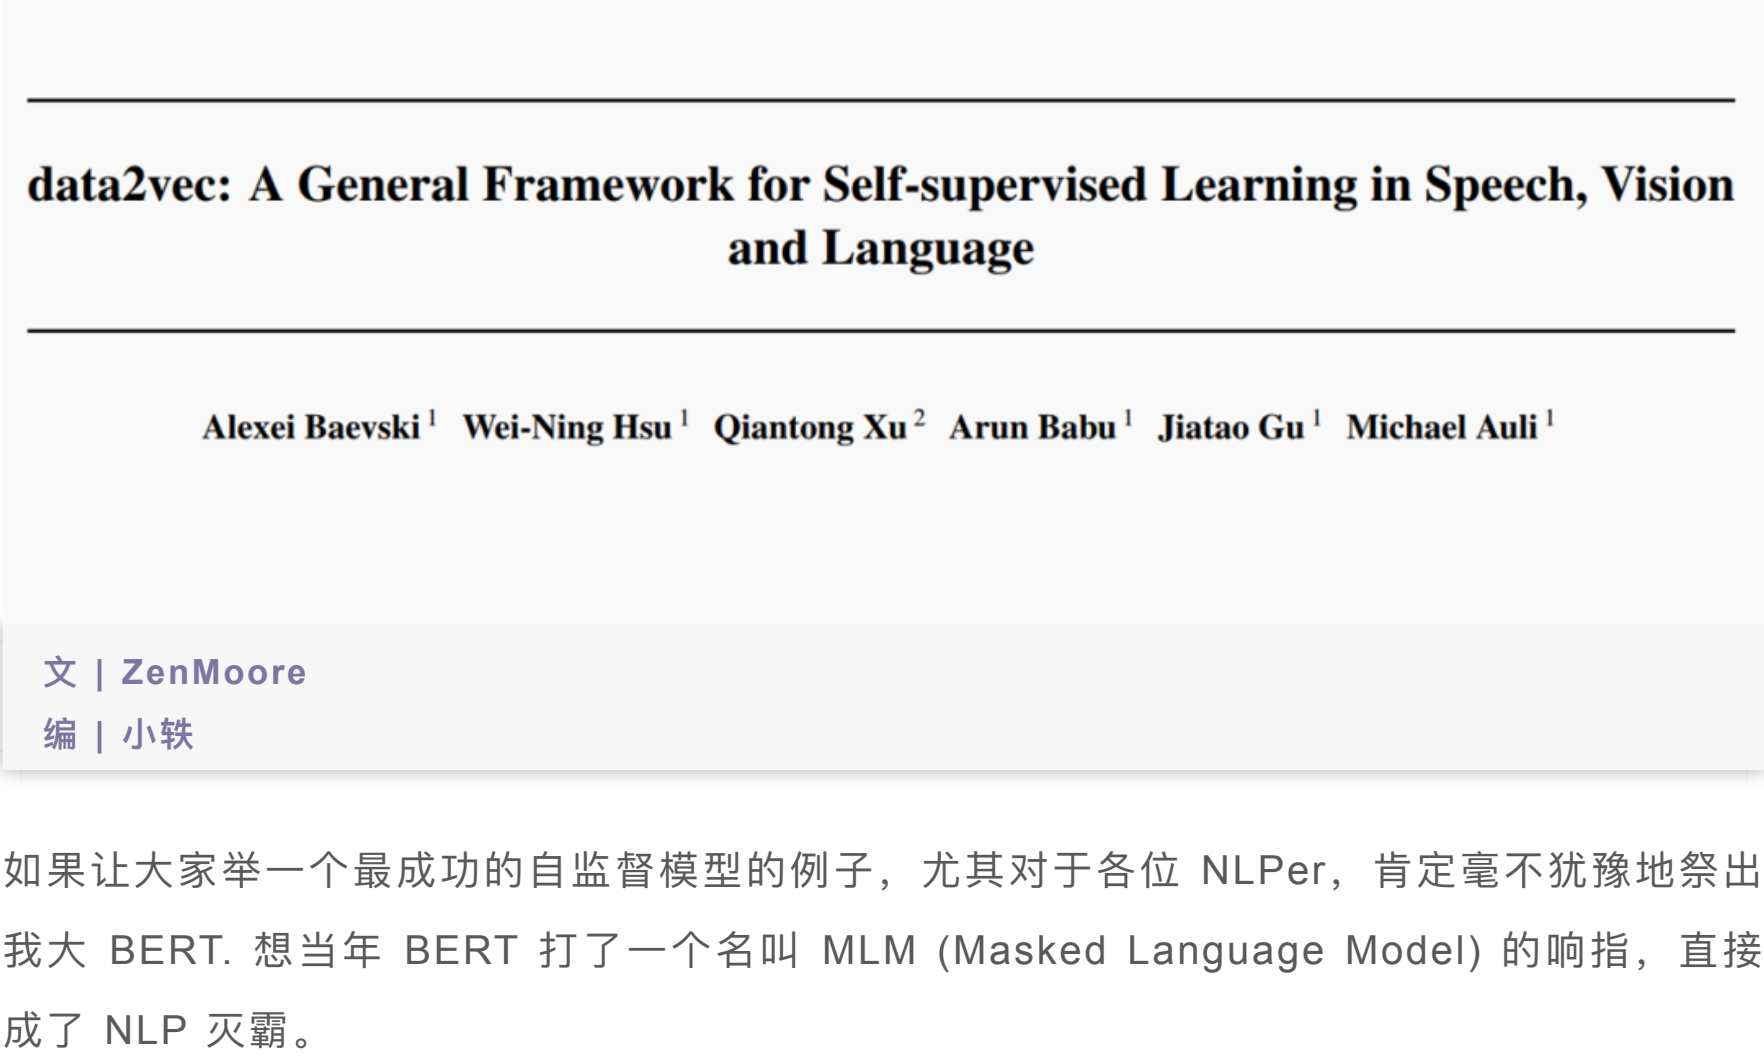 data2vec: A General Framework for Self-supervised Learning in Speech, Vision
and Language
Alexei Baevski 1 Wei-Ning Hsu 1 Qiantong Xu 2 Arun Babu 1 Jiatao Gu 1 Michael Auli 1
文 | ZenMoore
编 | 小轶
如果让大家举一个最成功的自监督模型的例子，尤其对于各位 NLPer，肯定毫不犹豫地祭出
我大 BERT. 想当年 BERT 打了一个名叫 MLM (Masked Language Model) 的响指，直接
成了 NLP 灭霸。